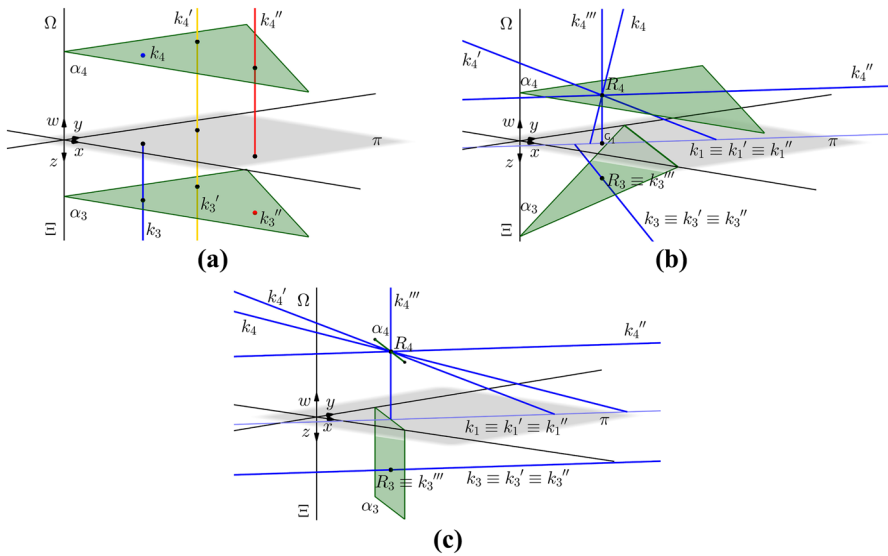 Ω k₄′ k₄″
k₄
α₄
w y
z x π
α₃ k₃′ k₃″
Ξ k₃
(a)
Ω k₄‴ k₄
k₄′
α₄ R₄ k₄″
w y
z x k₁ ≡ k₁′ ≡ k₁″ π
R₃ ≡ k₃‴
α₃
k₃ ≡ k₃′ ≡ k₃″
Ξ
(b)
k₄′ Ω k₄‴
k₄ α₄ R₄ k₄″
w y
z x k₁ ≡ k₁′ ≡ k₁″ π
R₃ ≡ k₃‴ k₃ ≡ k₃′ ≡ k₃″
Ξ α₃
(c)